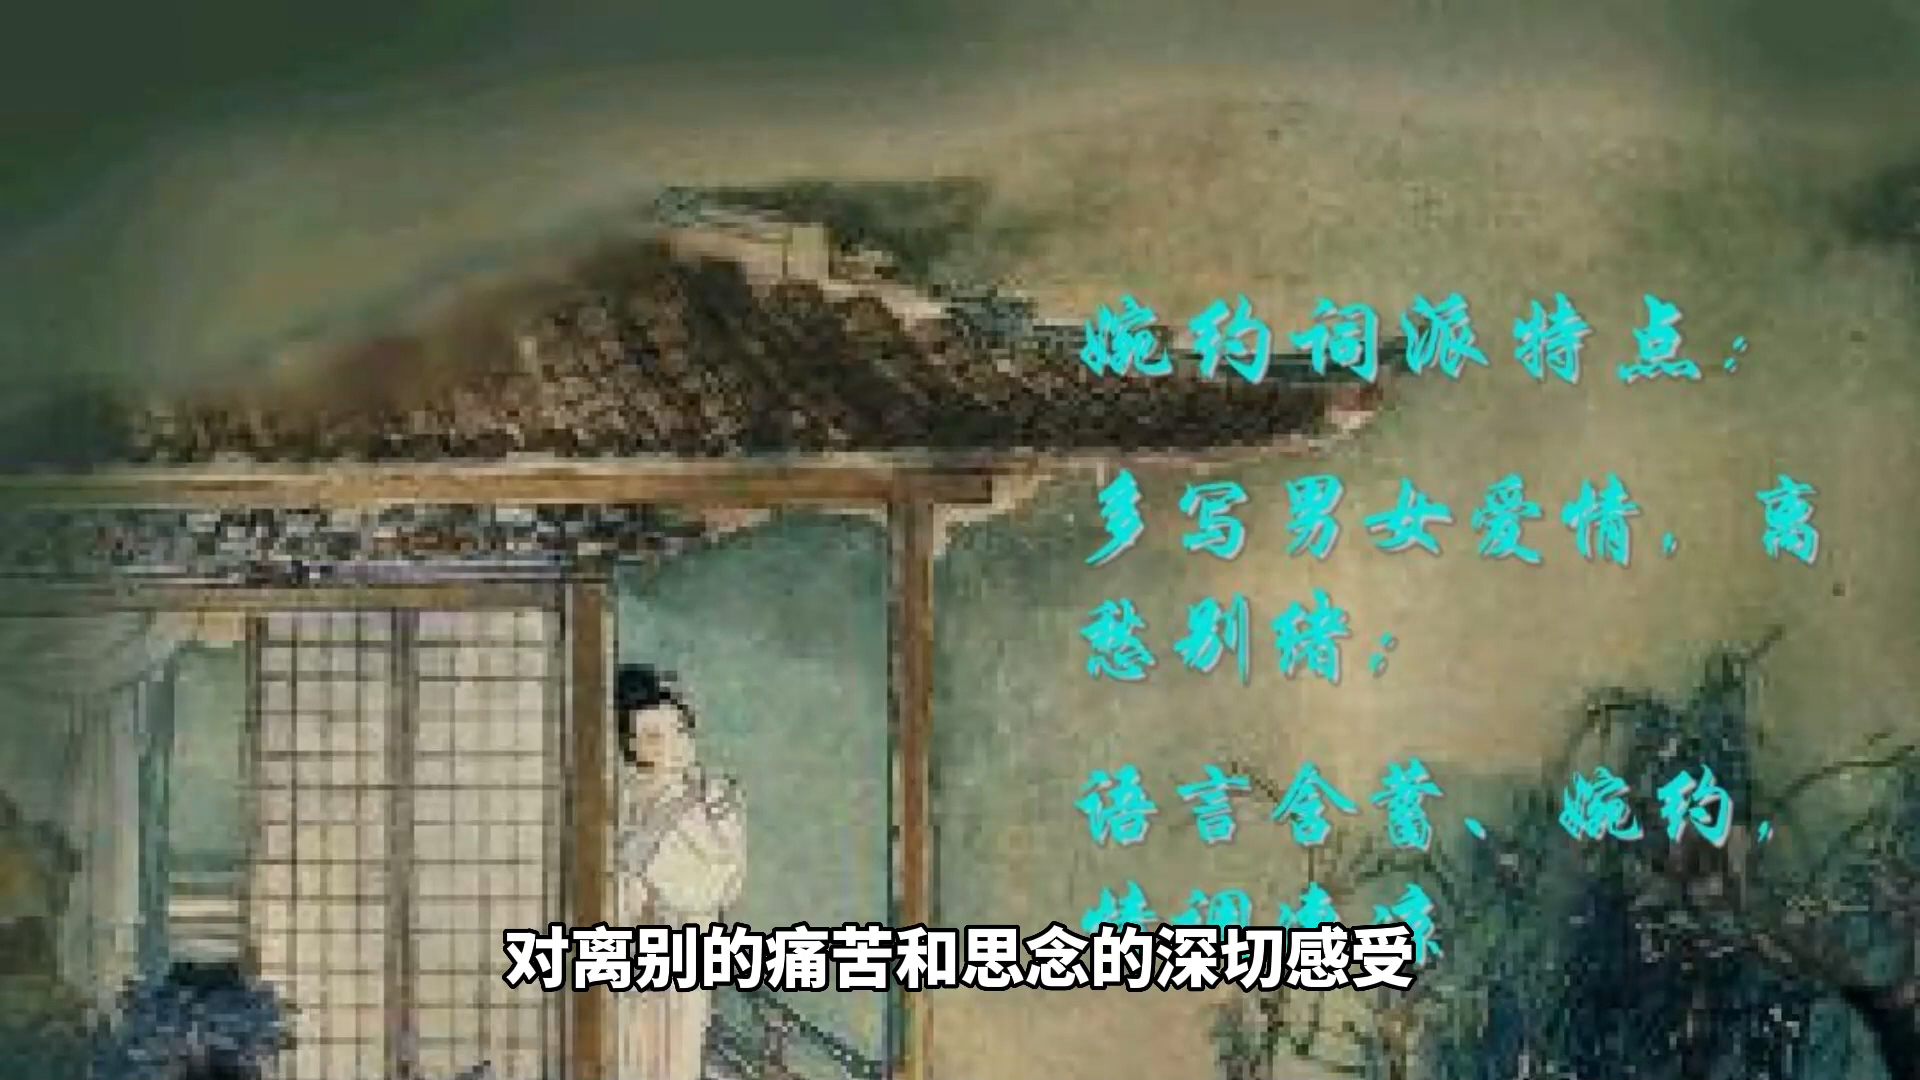 婉约词派特点：
多写男女爱情，离
愁别绪；
语言含蓄、婉约，
对离别的痛苦和思念的深切感受